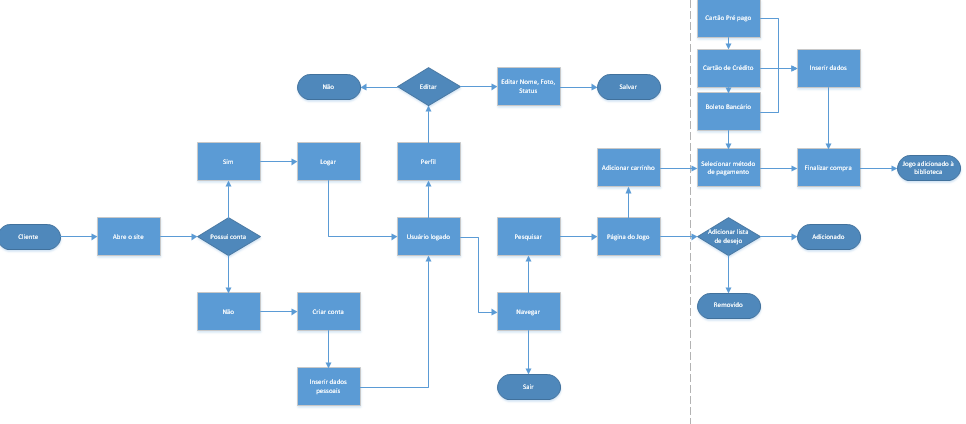 Cartão Pré pago
Cartão de Crédito
Inserir dados
Boleto Bancário
Não
Editar
Editar Nome, Foto,
Status
Salvar
Sim
Logar
Perfil
Adicionar carrinho
Selecionar método
de pagamento
Finalizar compra
Jogo adicionado à
biblioteca
Cliente
Abre o site
Possui conta
Usuário logado
Pesquisar
Página do Jogo
Adicionar lista
de desejo
Adicionado
Não
Criar conta
Navegar
Removido
Inserir dados
pessoais
Sair